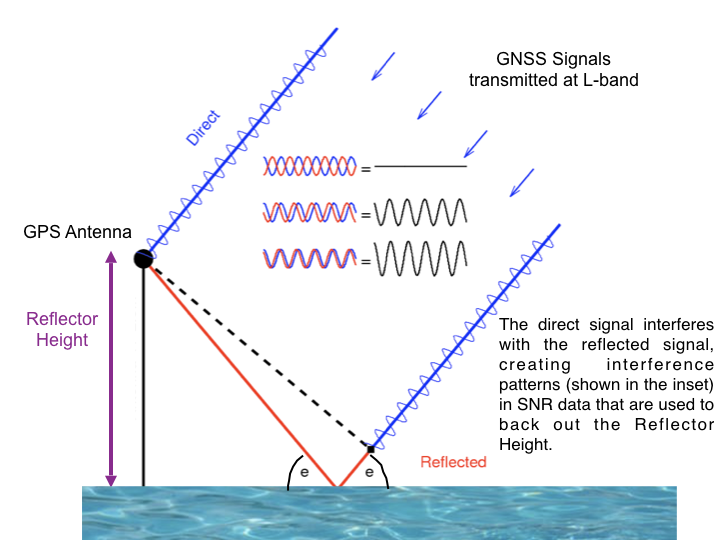 GNSS Signals
transmitted at L-band
Direct
=
=
=
GPS Antenna
Reflector
Height
The direct signal interferes
with the reflected signal,
creating interference
patterns (shown in the inset)
in SNR data that are used to
back out the Reflector
Height.
Reflected
e
e